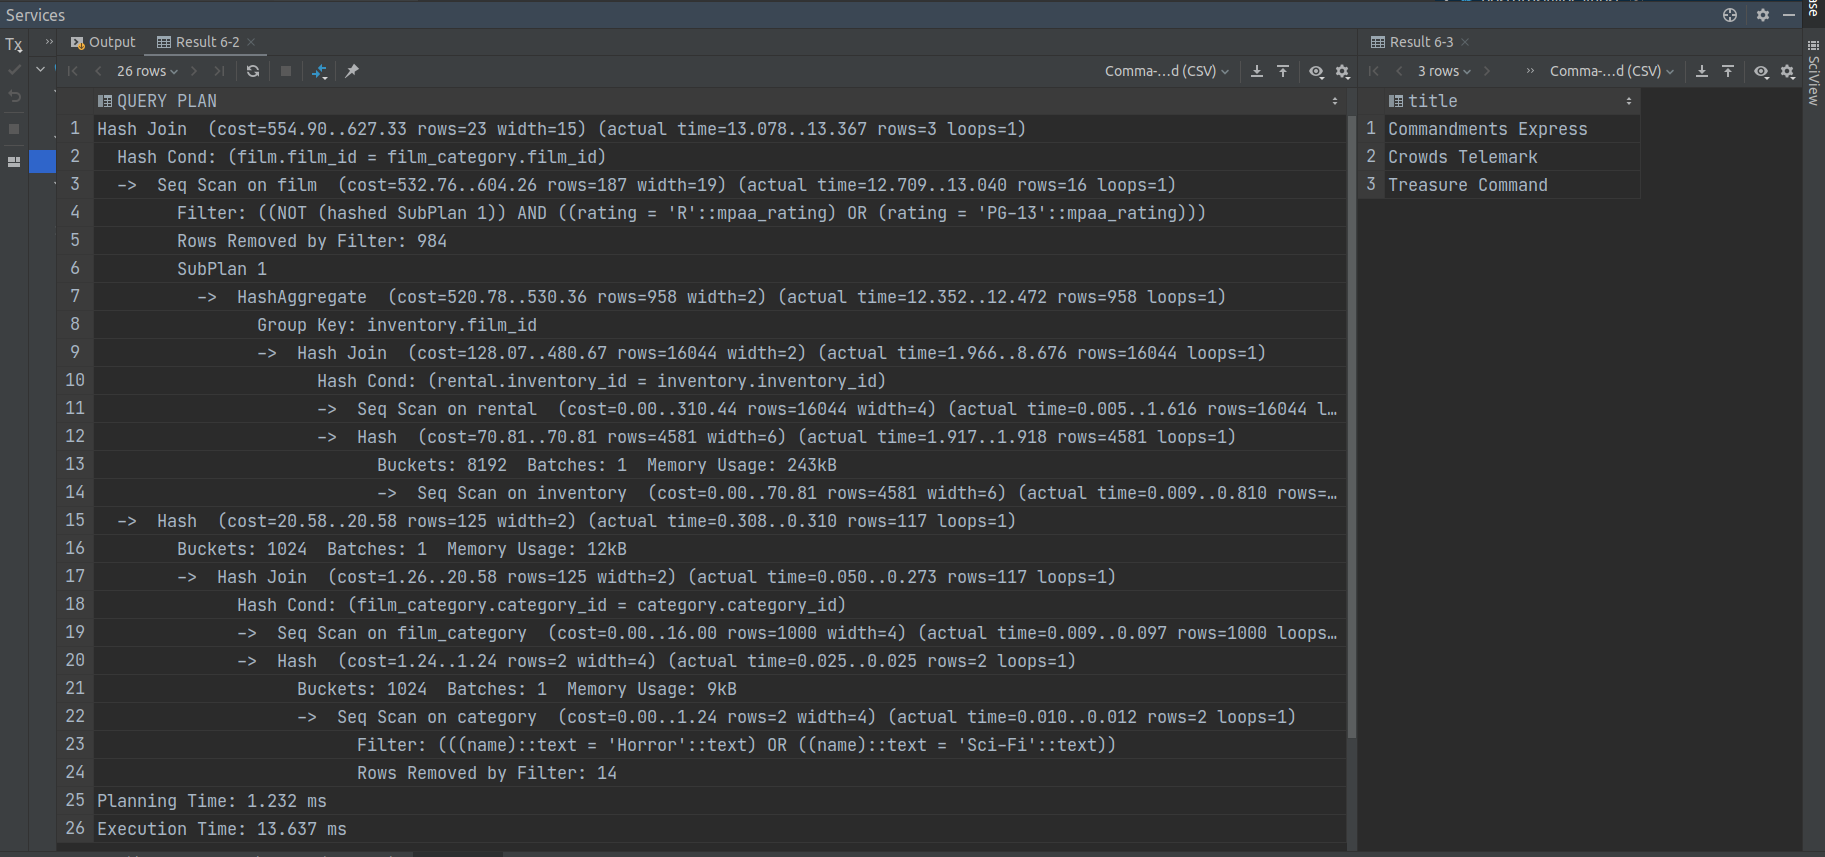 Services
Tx
Output
Result 6-2
26 rows
Comma-...d (CSV)
QUERY PLAN
1 Hash Join  (cost=554.90..627.33 rows=23 width=15) (actual time=13.078..13.367 rows=3 loops=1)
2 Hash Cond: (film.film_id = film_category.film_id)
3 ->  Seq Scan on film  (cost=532.76..604.26 rows=187 width=19) (actual time=12.709..13.040 rows=16 loops=1)
4 Filter: ((NOT (hashed SubPlan 1)) AND ((rating = 'R'::mpaa_rating) OR (rating = 'PG-13'::mpaa_rating)))
5 Rows Removed by Filter: 984
6 SubPlan 1
7 ->  HashAggregate  (cost=520.78..530.36 rows=958 width=2) (actual time=12.352..12.472 rows=958 loops=1)
8 Group Key: inventory.film_id
9 ->  Hash Join  (cost=128.07..480.67 rows=16044 width=2) (actual time=1.966..8.676 rows=16044 loops=1)
10 Hash Cond: (rental.inventory_id = inventory.inventory_id)
11 ->  Seq Scan on rental  (cost=0.00..310.44 rows=16044 width=4) (actual time=0.005..1.616 rows=16044 l...
12 ->  Hash  (cost=70.81..70.81 rows=4581 width=6) (actual time=1.917..1.918 rows=4581 loops=1)
13 Buckets: 8192  Batches: 1  Memory Usage: 243kB
14 ->  Seq Scan on inventory  (cost=0.00..70.81 rows=4581 width=6) (actual time=0.009..0.810 rows=...
15 ->  Hash  (cost=20.58..20.58 rows=125 width=2) (actual time=0.308..0.310 rows=117 loops=1)
16 Buckets: 1024  Batches: 1  Memory Usage: 12kB
17 ->  Hash Join  (cost=1.26..20.58 rows=125 width=2) (actual time=0.050..0.273 rows=117 loops=1)
18 Hash Cond: (film_category.category_id = category.category_id)
19 ->  Seq Scan on film_category  (cost=0.00..16.00 rows=1000 width=4) (actual time=0.009..0.097 rows=1000 loops...
20 ->  Hash  (cost=1.24..1.24 rows=2 width=4) (actual time=0.025..0.025 rows=2 loops=1)
21 Buckets: 1024  Batches: 1  Memory Usage: 9kB
22 ->  Seq Scan on category  (cost=0.00..1.24 rows=2 width=4) (actual time=0.010..0.012 rows=2 loops=1)
23 Filter: (((name)::text = 'Horror'::text) OR ((name)::text = 'Sci-Fi'::text))
24 Rows Removed by Filter: 14
25 Planning Time: 1.232 ms
26 Execution Time: 13.637 ms
Result 6-3
3 rows
Comma-...d (CSV)
title
1 Commandments Express
2 Crowds Telemark
3 Treasure Command
SciView